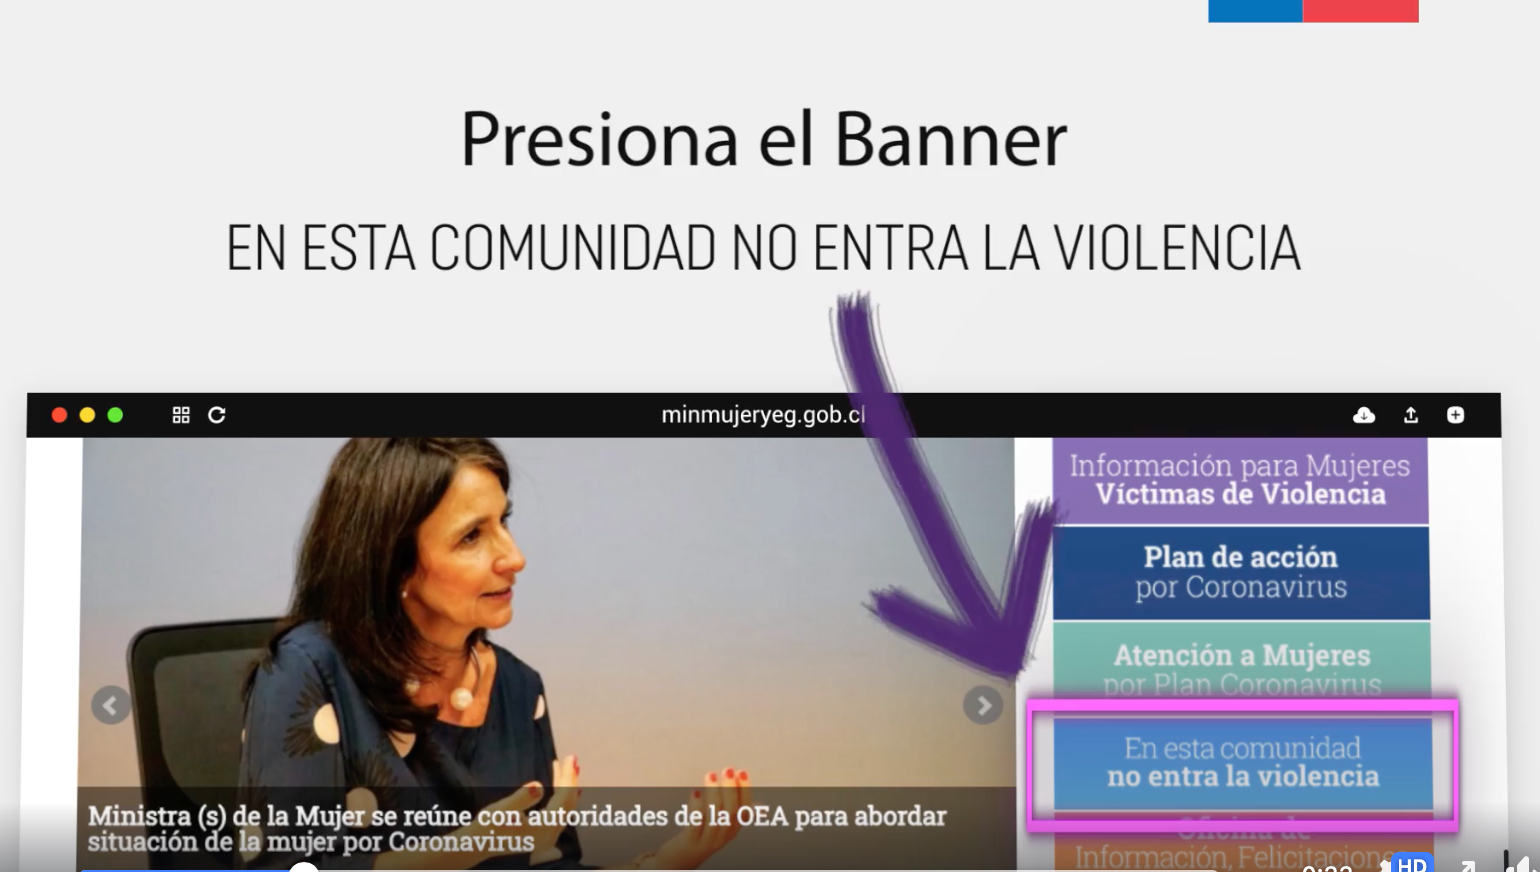 Presiona el Banner
EN ESTA COMUNIDAD NO ENTRA LA VIOLENCIA
minmujeryeg.gob.cl
Información para Mujeres
Víctimas de Violencia
Plan de acción
por Coronavirus
Atención a Mujeres
por Plan Coronavirus
En esta comunidad
no entra la violencia
Oficina de
Información, Felicitacione
Ministra (s) de la Mujer se reúne con autoridades de la OEA para abordar
situación de la mujer por Coronavirus
HD